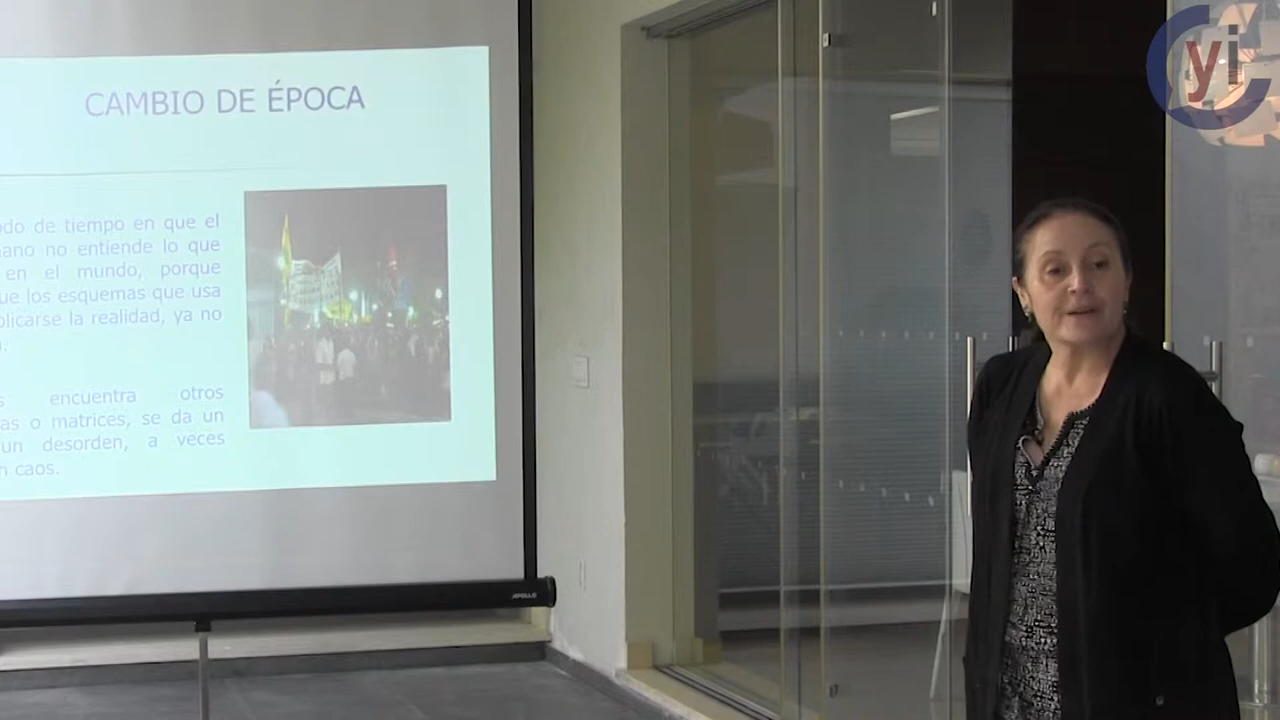 CAMBIO DE ÉPOCA
odo de tiempo en que el
ano no entiende lo que
en el mundo, porque
ue los esquemas que usa
plicarse la realidad, ya no
s encuentra otros
as o matrices, se da un
un desorden, a veces
n caos.
APOLLO
yi